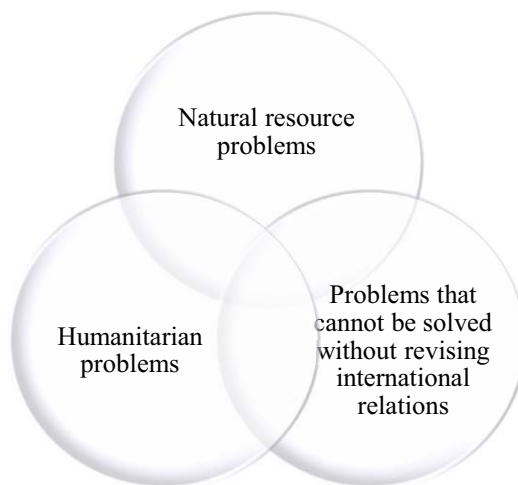 Natural resource
problems
Humanitarian
problems
Problems that
cannot be solved
without revising
international
relations